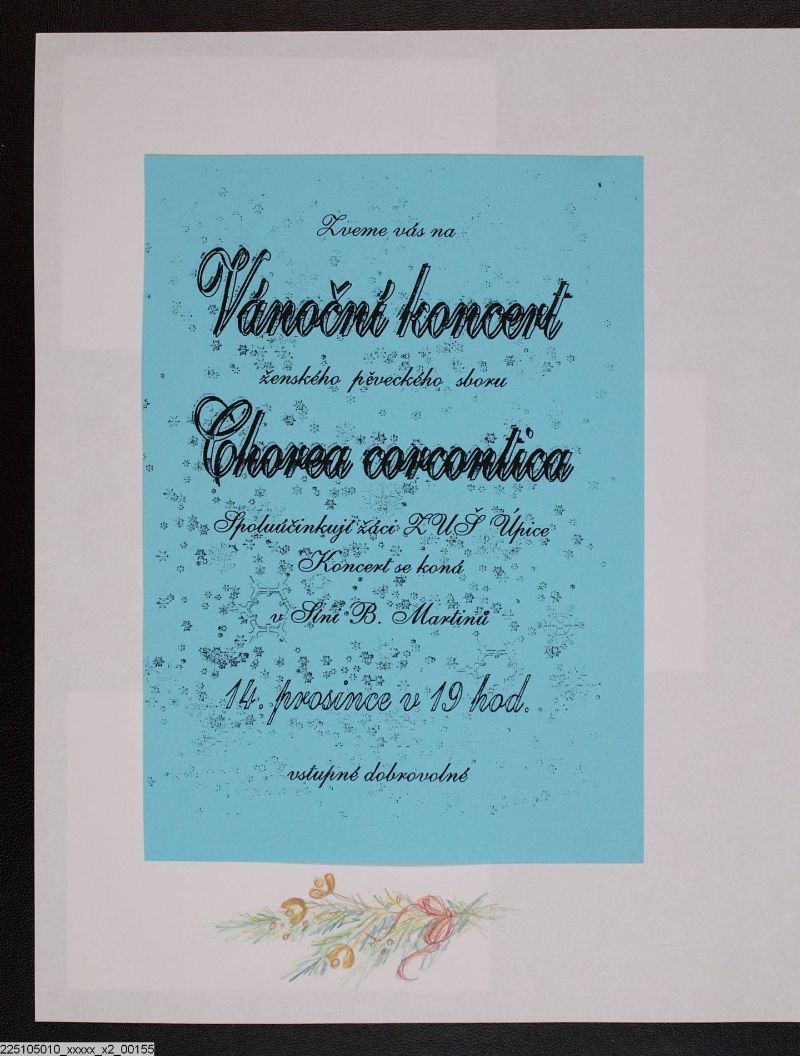 Zveme vás na
Vánoční koncert
ženského pěveckého sboru
Chorea corcontica
Spoluúčinkují žáci ZUŠ Úpice
Koncert se koná
v Síni B. Martinů
14. prosince v 19 hod.
vstupné dobrovolné
225105010_xxxxx_x2_00155